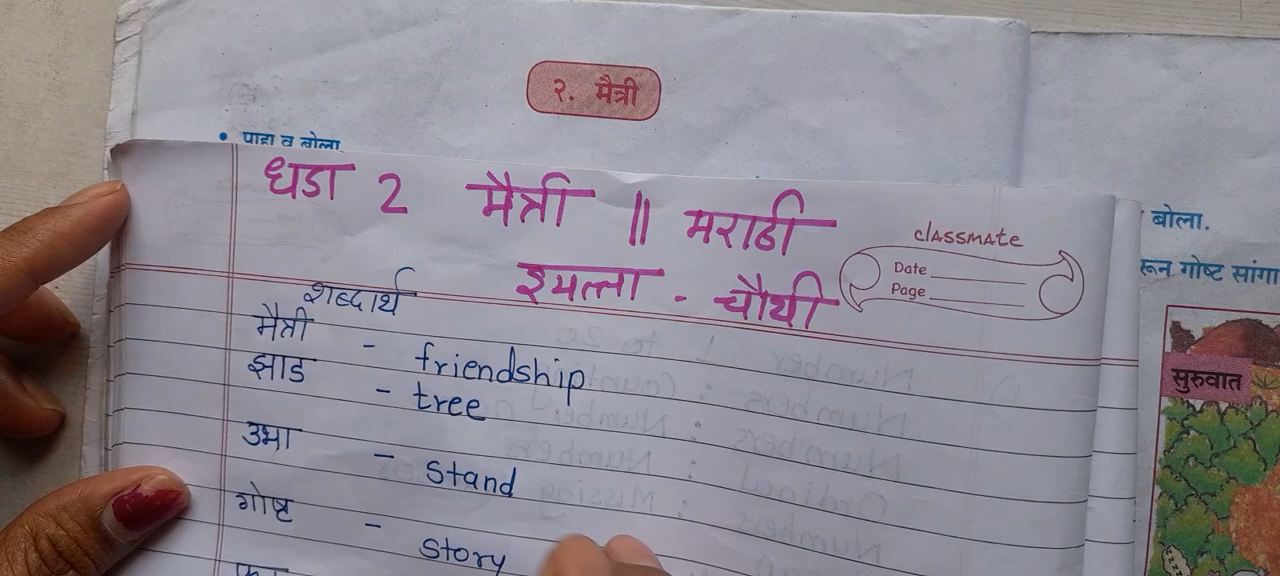 २. मैत्री
• पाहा व बोला
धडा 2 मैत्री || मराठी
इयत्ता - चौथी
classmate
Date
Page
शब्दार्थ
मैत्री - friendship
झाड - tree
उभा - stand
गोष्ट - story
बोला.
रून गोष्ट सांगा
सुरुवात